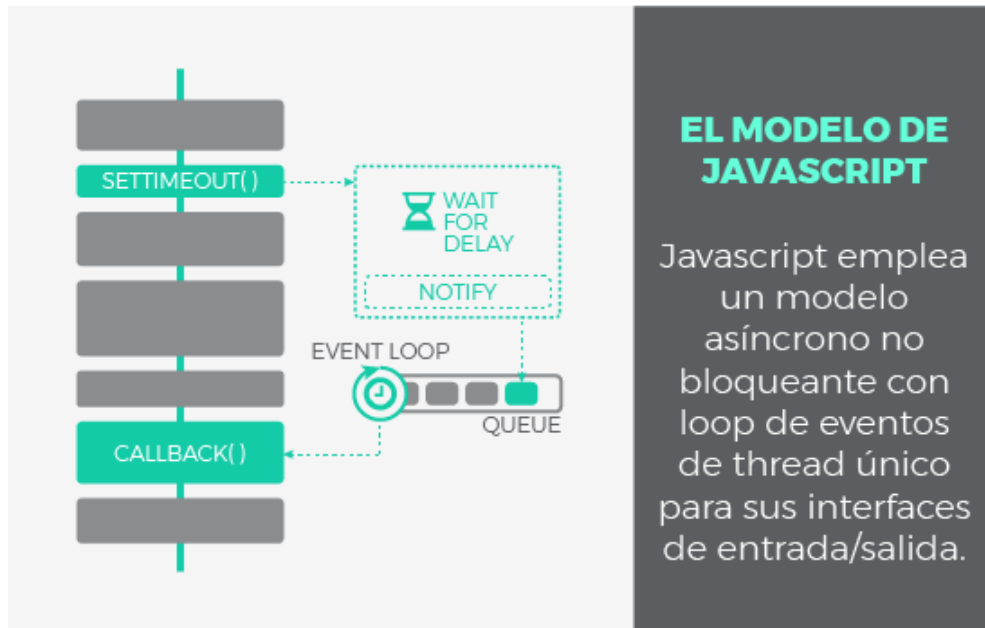 SETTIMEOUT( )
WAIT
FOR
DELAY
NOTIFY
EVENT LOOP
QUEUE
CALLBACK( )
EL MODELO DE
JAVASCRIPT
Javascript emplea
un modelo
asíncrono no
bloqueante con
loop de eventos
de thread único
para sus interfaces
de entrada/salida.